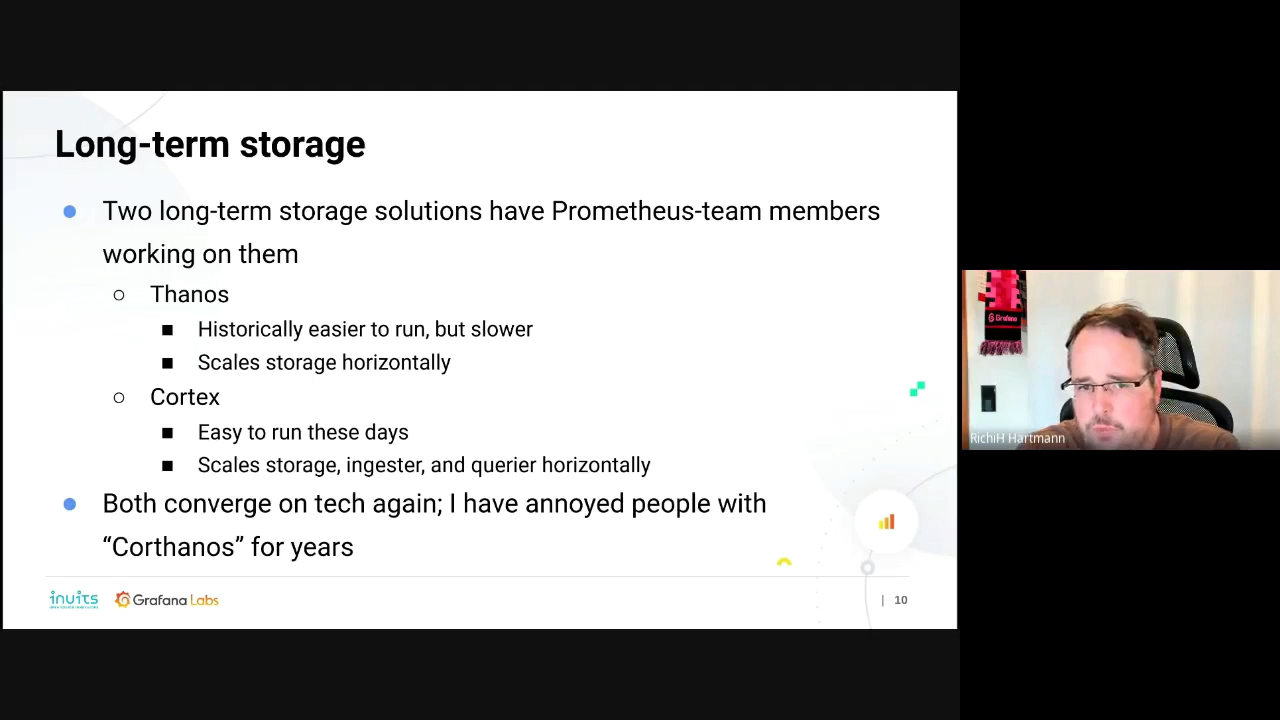 Long-term storage
● Two long-term storage solutions have Prometheus-team members
working on them
○ Thanos
■ Historically easier to run, but slower
■ Scales storage horizontally
○ Cortex
■ Easy to run these days
■ Scales storage, ingester, and querier horizontally
● Both converge on tech again; I have annoyed people with
“Corthanos” for years
inuits
Grafana Labs
| 10
Grafana
RichiH Hartmann